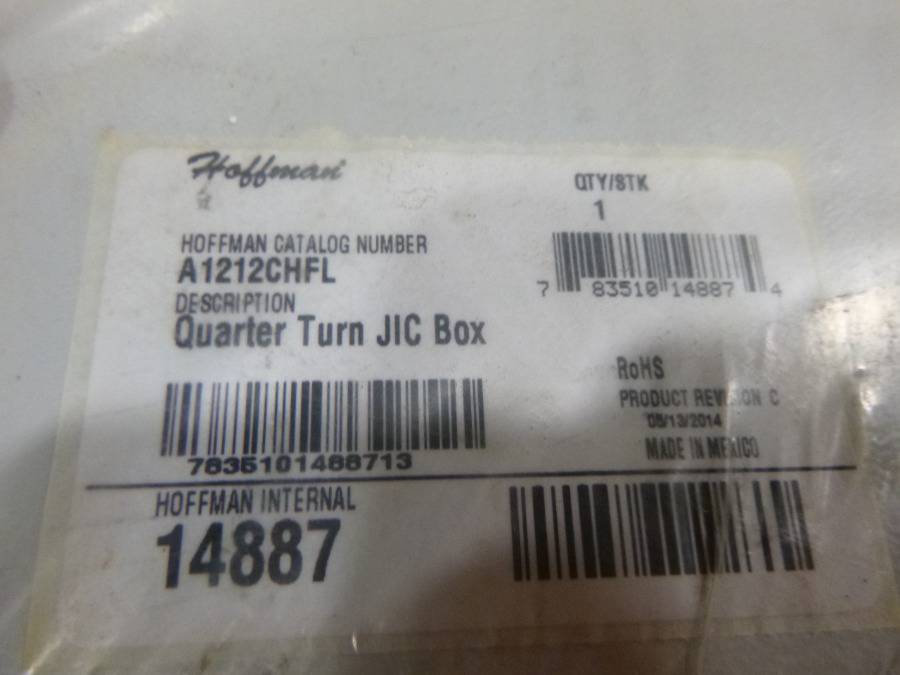 Hoffman
QTY/STK
1
HOFFMAN CATALOG NUMBER
A1212CHFL
7 83510 14887 4
DESCRIPTION
Quarter Turn JIC Box
RoHS
PRODUCT REVISION C
05/13/2014
MADE IN MEXICO
7835101488713
HOFFMAN INTERNAL
14887